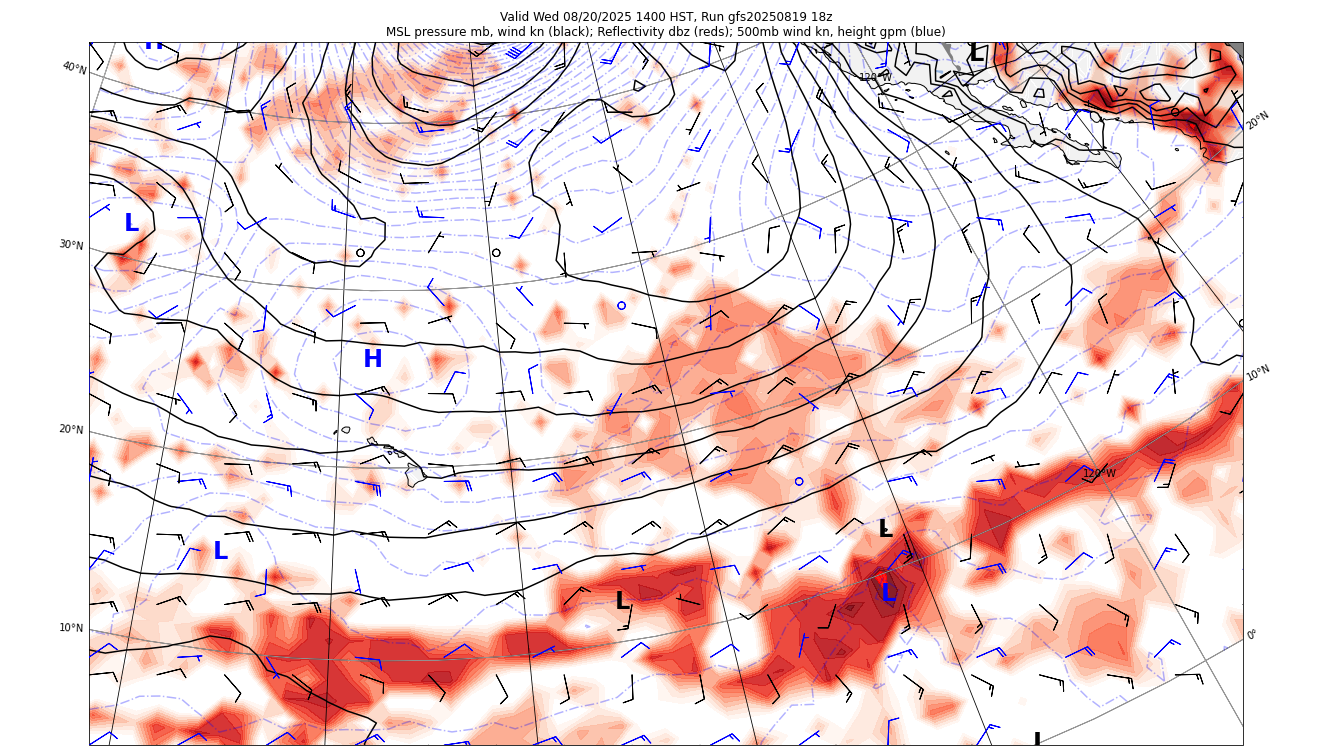 Valid Wed 08/20/2025 1400 HST, Run gfs20250819 18z
MSL pressure mb, wind kn (black); Reflectivity dbz (reds); 500mb wind kn, height gpm (blue)
H
L
40°N
120°W
20°N
L
30°N
H
10°N
20°N
120°W
L
L
L
L
10°N
0°
L